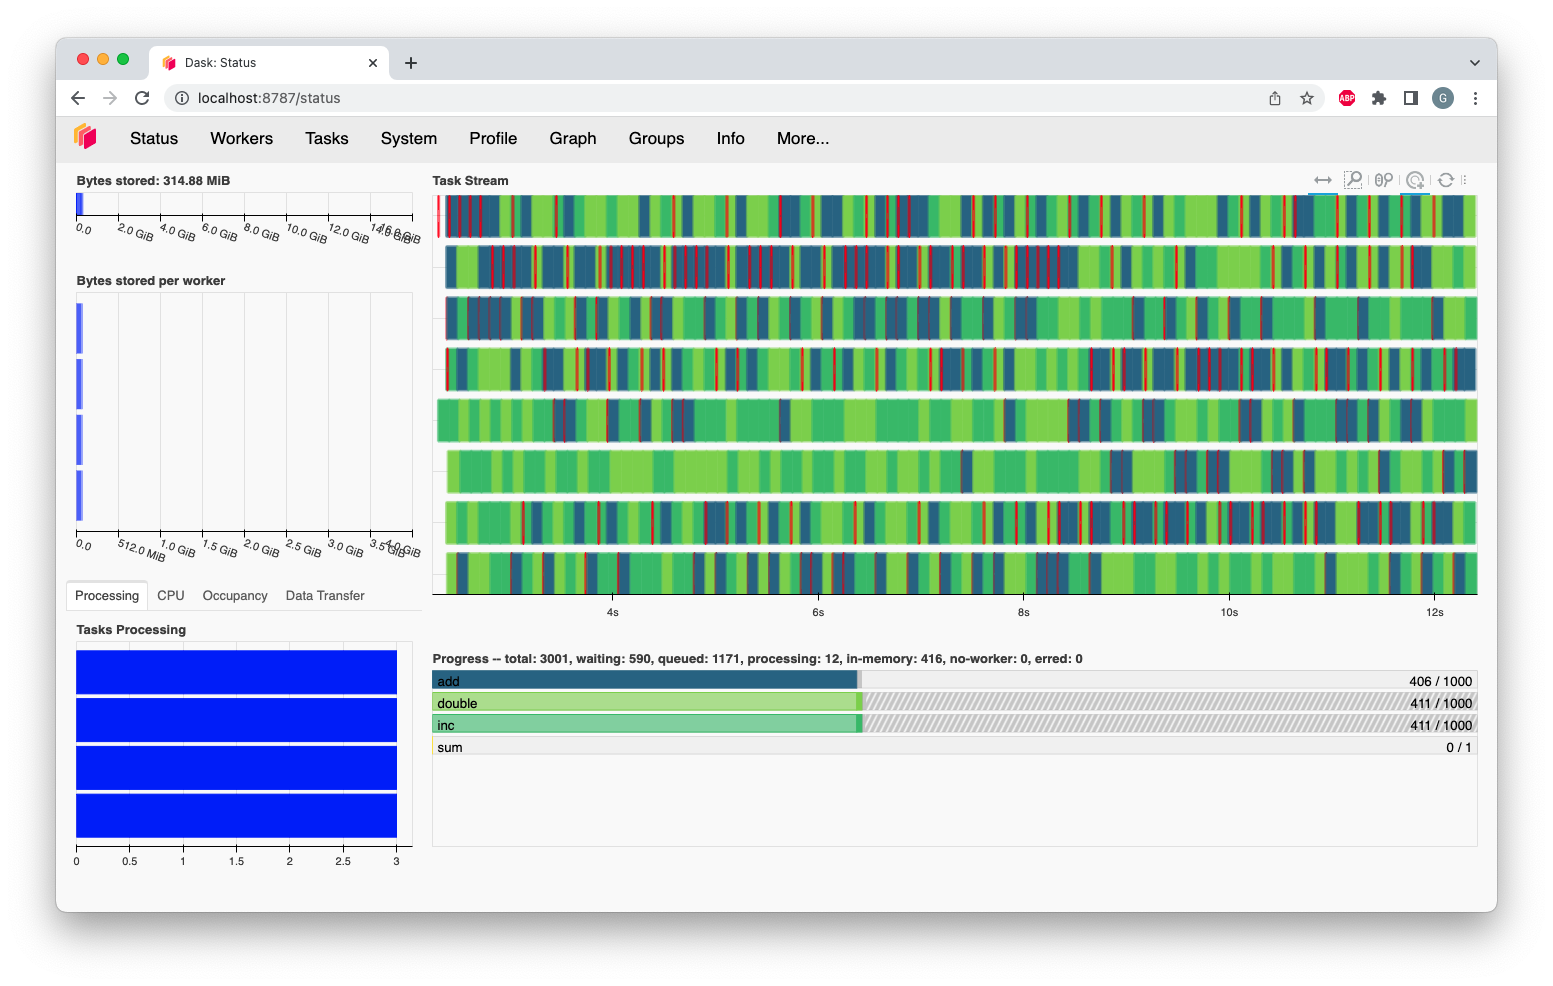 Dask: Status
localhost:8787/status
ABP
G
Status Workers Tasks System Profile Graph Groups Info More...
Bytes stored: 314.88 MiB
0.0 2.0 GiB 4.0 GiB 6.0 GiB 8.0 GiB 10.0 GiB 12.0 GiB 14.0 GiB 16.0 GiB
Bytes stored per worker
0.0 512.0 MiB 1.0 GiB 1.5 GiB 2.0 GiB 2.5 GiB 3.0 GiB 3.5 GiB 4.0 GiB
Processing CPU Occupancy Data Transfer
Tasks Processing
0 0.5 1 1.5 2 2.5 3
Task Stream
4s 6s 8s 10s 12s
Progress -- total: 3001, waiting: 590, queued: 1171, processing: 12, in-memory: 416, no-worker: 0, erred: 0
add 406 / 1000
double 411 / 1000
inc 411 / 1000
sum 0 / 1